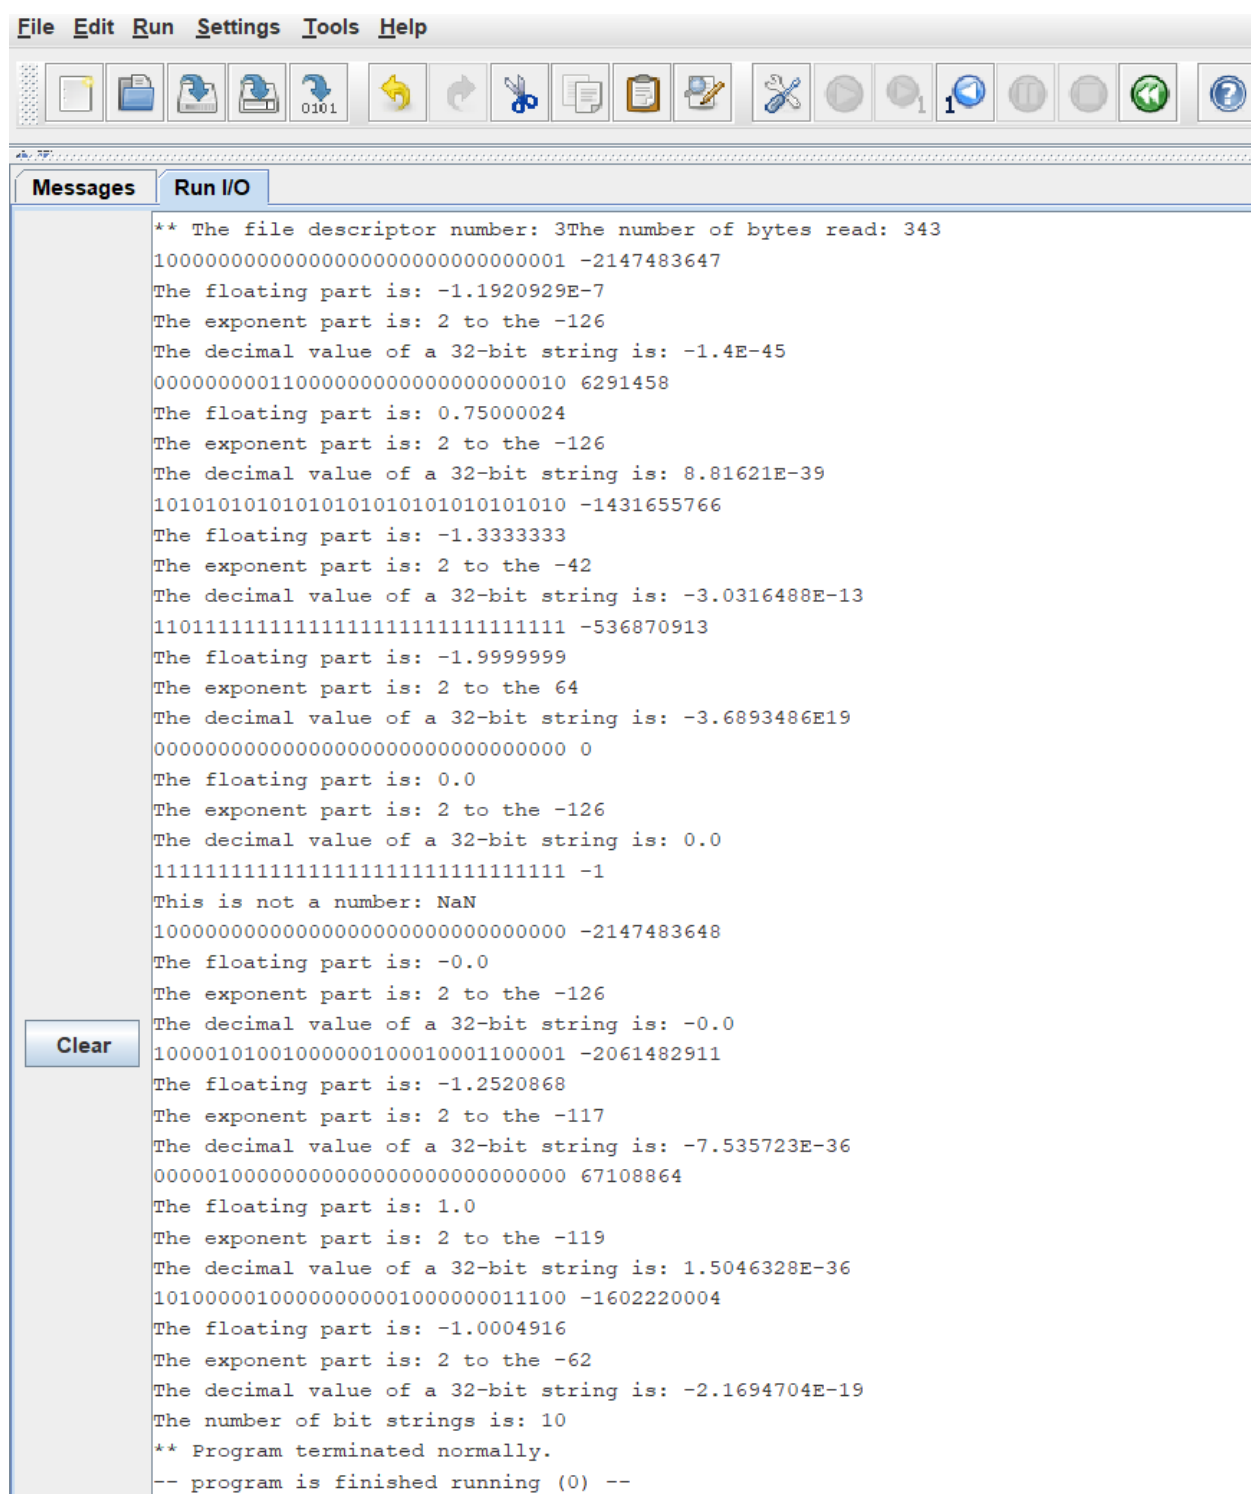 File Edit Run Settings Tools Help
0101 1 1 ?
Messages Run I/O
** The file descriptor number: 3The number of bytes read: 343
10000000000000000000000000000001 -2147483647
The floating part is: -1.1920929E-7
The exponent part is: 2 to the -126
The decimal value of a 32-bit string is: -1.4E-45
00000000011000000000000000000010 6291458
The floating part is: 0.75000024
The exponent part is: 2 to the -126
The decimal value of a 32-bit string is: 8.81621E-39
10101010101010101010101010101010 -1431655766
The floating part is: -1.3333333
The exponent part is: 2 to the -42
The decimal value of a 32-bit string is: -3.0316488E-13
11011111111111111111111111111111 -536870913
The floating part is: -1.9999999
The exponent part is: 2 to the 64
The decimal value of a 32-bit string is: -3.6893486E19
00000000000000000000000000000000 0
The floating part is: 0.0
The exponent part is: 2 to the -126
The decimal value of a 32-bit string is: 0.0
11111111111111111111111111111111 -1
This is not a number: NaN
10000000000000000000000000000000 -2147483648
The floating part is: -0.0
The exponent part is: 2 to the -126
The decimal value of a 32-bit string is: -0.0
Clear
10000101001000000100010001100001 -2061482911
The floating part is: -1.2520868
The exponent part is: 2 to the -117
The decimal value of a 32-bit string is: -7.535723E-36
00000100000000000000000000000000 67108864
The floating part is: 1.0
The exponent part is: 2 to the -119
The decimal value of a 32-bit string is: 1.5046328E-36
10100000100000000001000000011100 -1602220004
The floating part is: -1.0004916
The exponent part is: 2 to the -62
The decimal value of a 32-bit string is: -2.1694704E-19
The number of bit strings is: 10
** Program terminated normally.
-- program is finished running (0) --